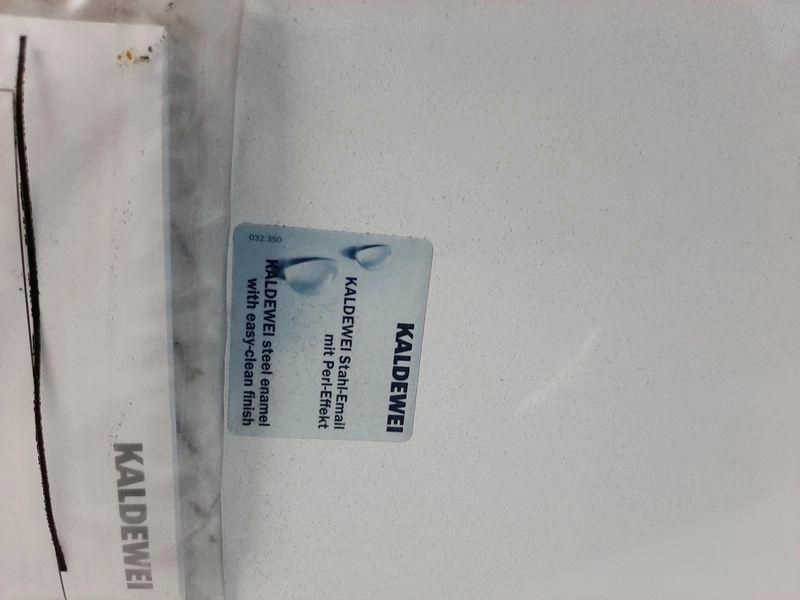 KALDEWEI
KALDEWEI Stahl-Email
mit Perl-Effekt
KALDEWEI steel enamel
with easy-clean finish
032.350
KALDEWEI